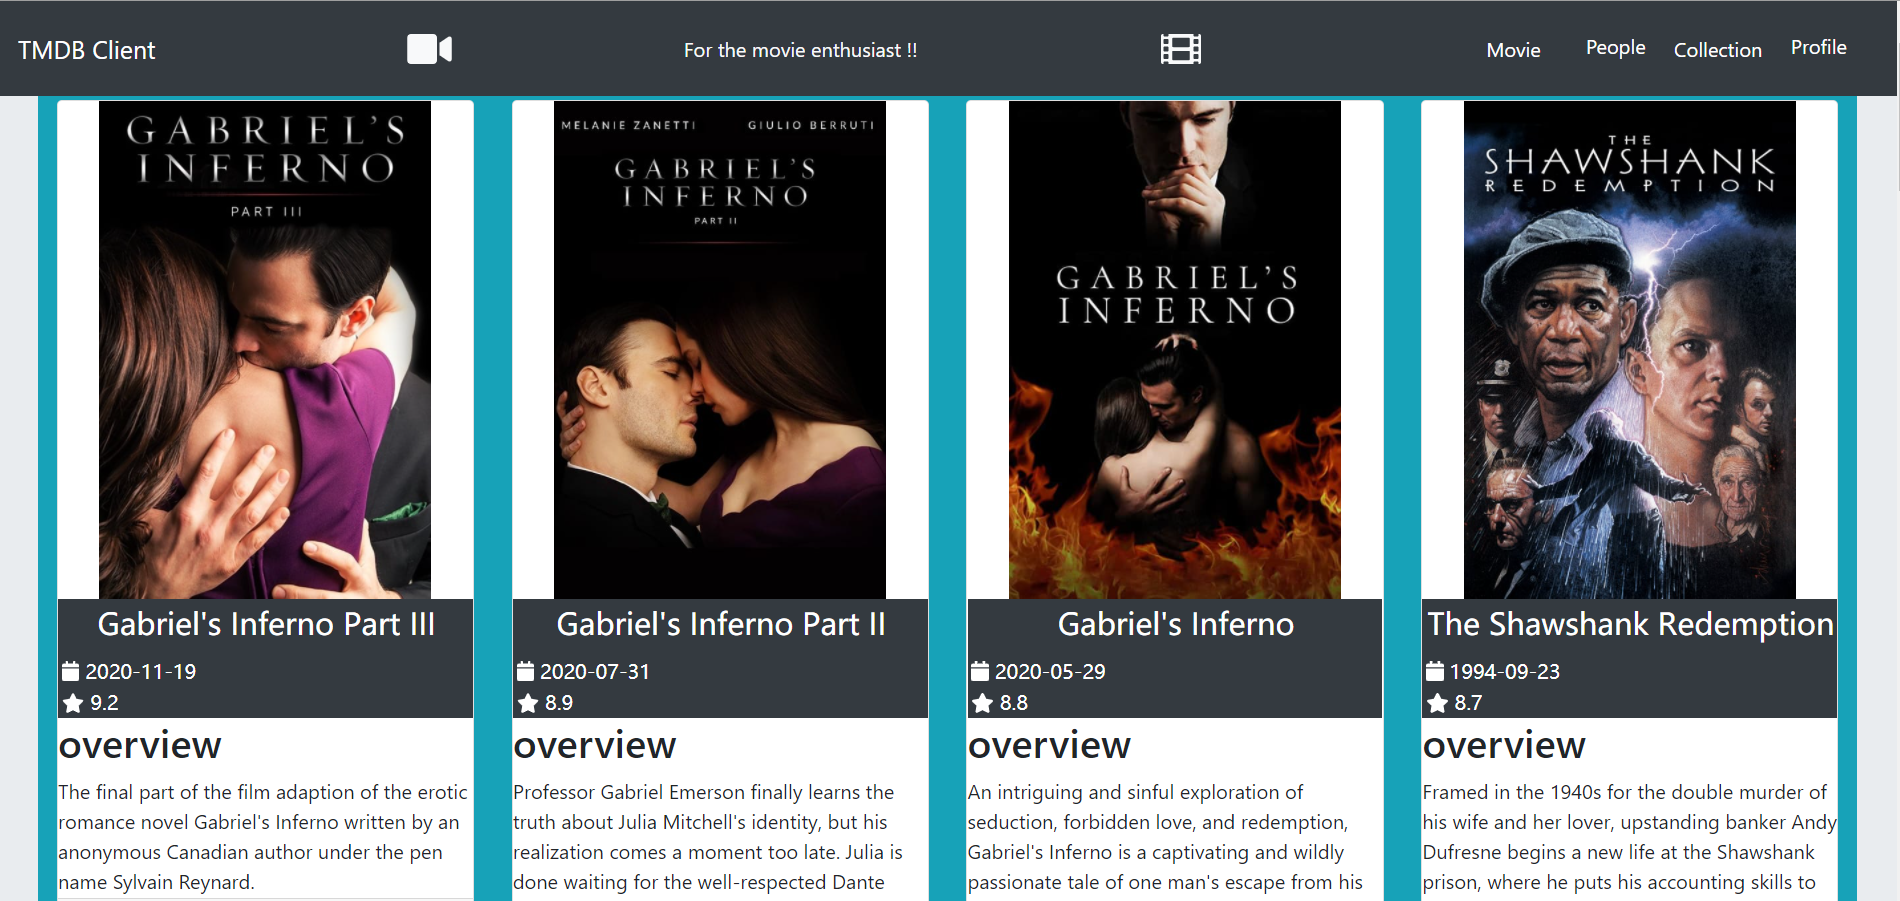 TMDB Client
For the movie enthusiast !!
Movie
People
Collection
Profile
GABRIEL'S
INFERNO
PART III
Gabriel's Inferno Part III
2020-11-19
9.2
overview
The final part of the film adaption of the erotic
romance novel Gabriel's Inferno written by an
anonymous Canadian author under the pen
name Sylvain Reynard.
MELANIE ZANETTI
GIULIO BERRUTI
GABRIEL'S
INFERNO
PART II
Gabriel's Inferno Part II
2020-07-31
8.9
overview
Professor Gabriel Emerson finally learns the
truth about Julia Mitchell's identity, but his
realization comes a moment too late. Julia is
done waiting for the well-respected Dante
GABRIEL'S
INFERNO
Gabriel's Inferno
2020-05-29
8.8
overview
An intriguing and sinful exploration of
seduction, forbidden love, and redemption,
Gabriel's Inferno is a captivating and wildly
passionate tale of one man's escape from his
THE
SHAWSHANK
REDEMPTION
The Shawshank Redemption
1994-09-23
8.7
overview
Framed in the 1940s for the double murder of
his wife and her lover, upstanding banker Andy
Dufresne begins a new life at the Shawshank
prison, where he puts his accounting skills to